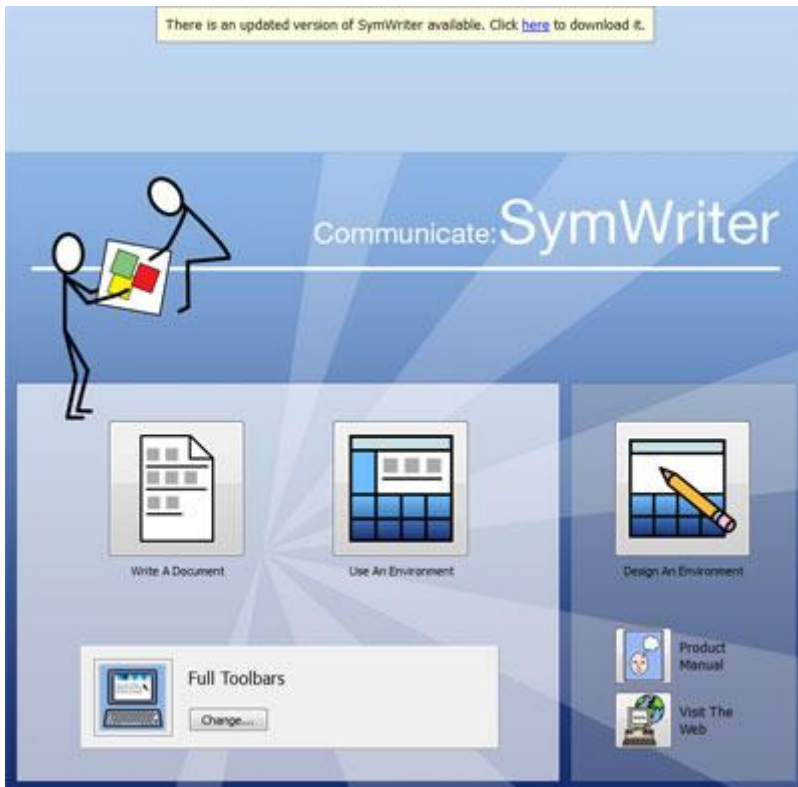 There is an updated version of SymWriter available. Click here to download it.
Communicate: SymWriter
Write A Document
Use An Environment
Design An Environment
Full Toolbars
Change...
Product
Manual
Visit The
Web